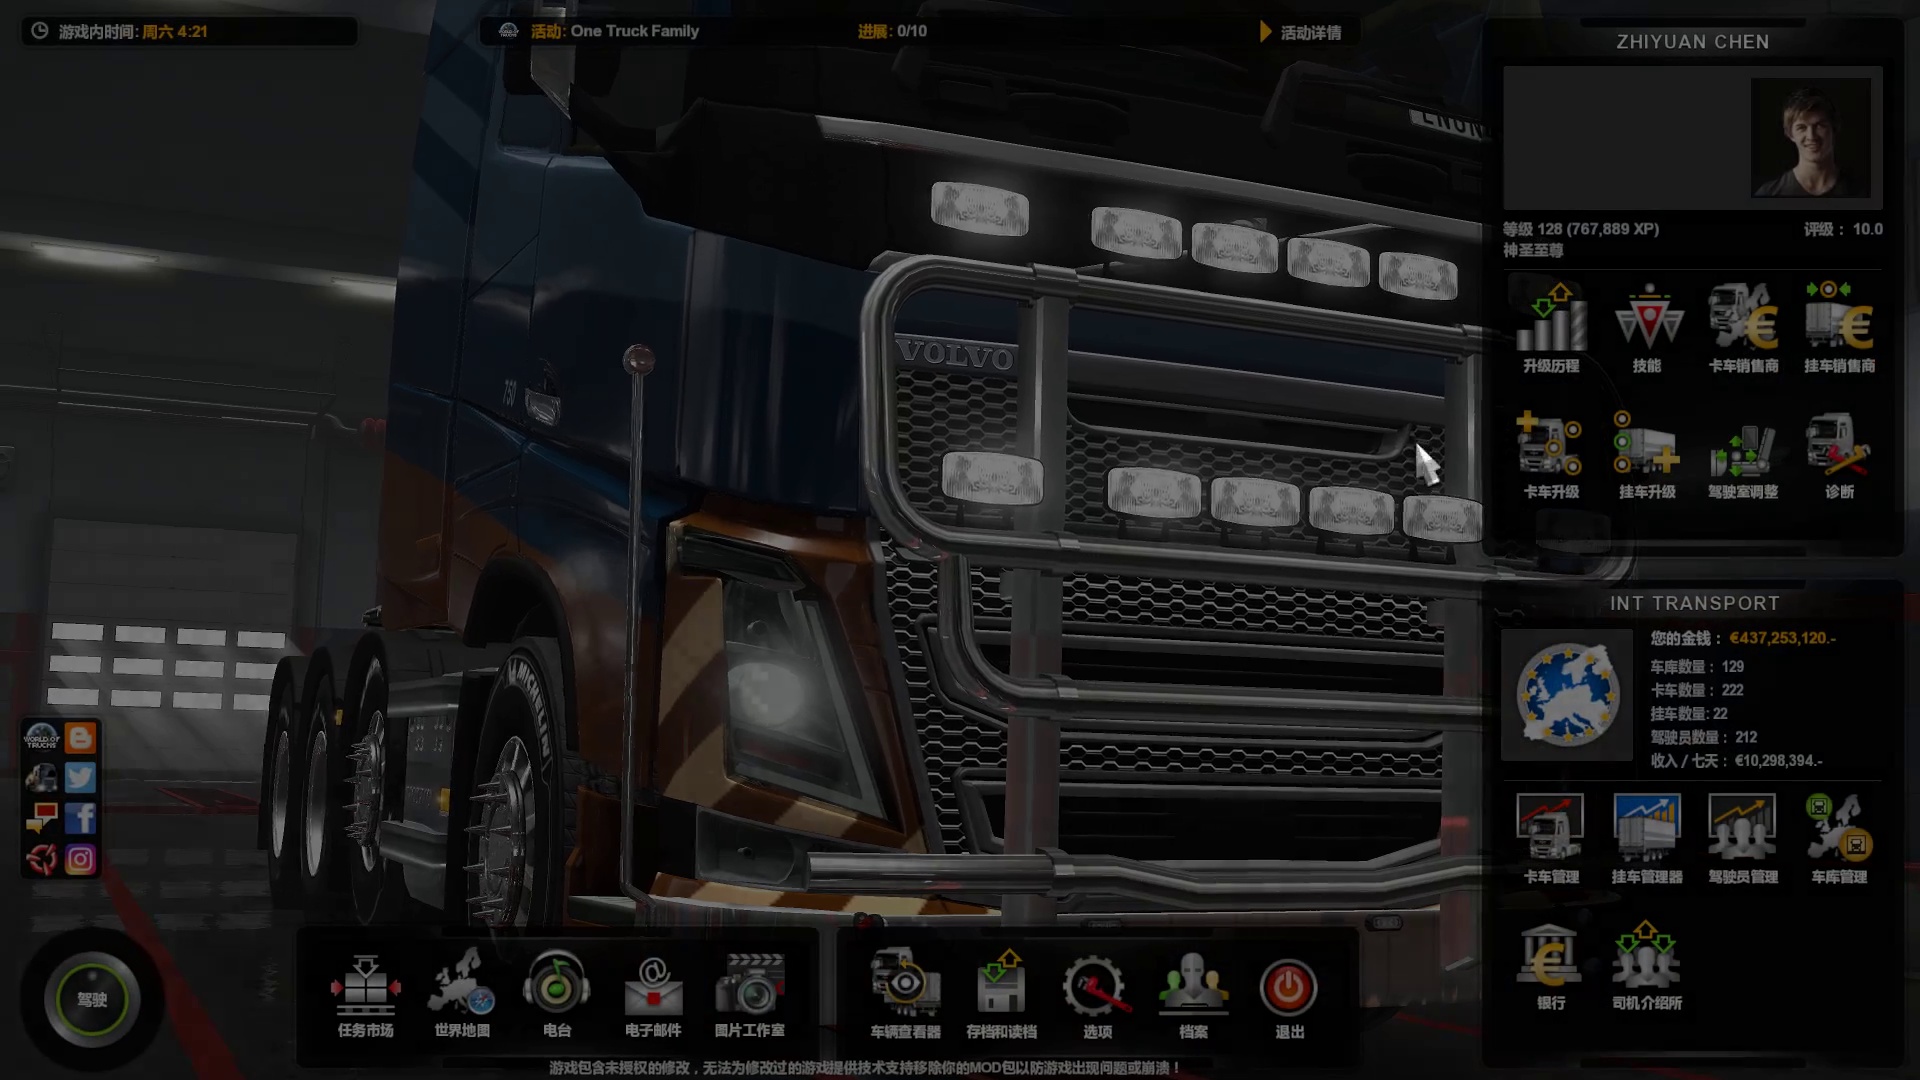 游戏内时间: 周六 4:21
活动: One Truck Family
进展: 0/10
活动详情
ZHIYUAN CHEN
等级 128 (767,889 XP)
评级： 10.0
神圣至尊
升级历程
技能
卡车销售商
挂车销售商
卡车升级
挂车升级
驾驶室调整
诊断
VOLVO
750
MICHELIN
INT TRANSPORT
您的金钱： €437,253,120.-
车库数量： 129
卡车数量： 222
挂车数量: 22
驾驶员数量： 212
收入 / 七天： €10,298,394.-
卡车管理
挂车管理器
驾驶员管理
车库管理
银行
司机介绍所
WORLD OF TRUCKS
驾驶
任务市场
世界地图
电台
电子邮件
图片工作室
车辆查看器
存档和读档
选项
档案
退出
游戏包含未授权的修改，无法为修改过的游戏提供技术支持移除你的MOD包以防游戏出现问题或崩溃！